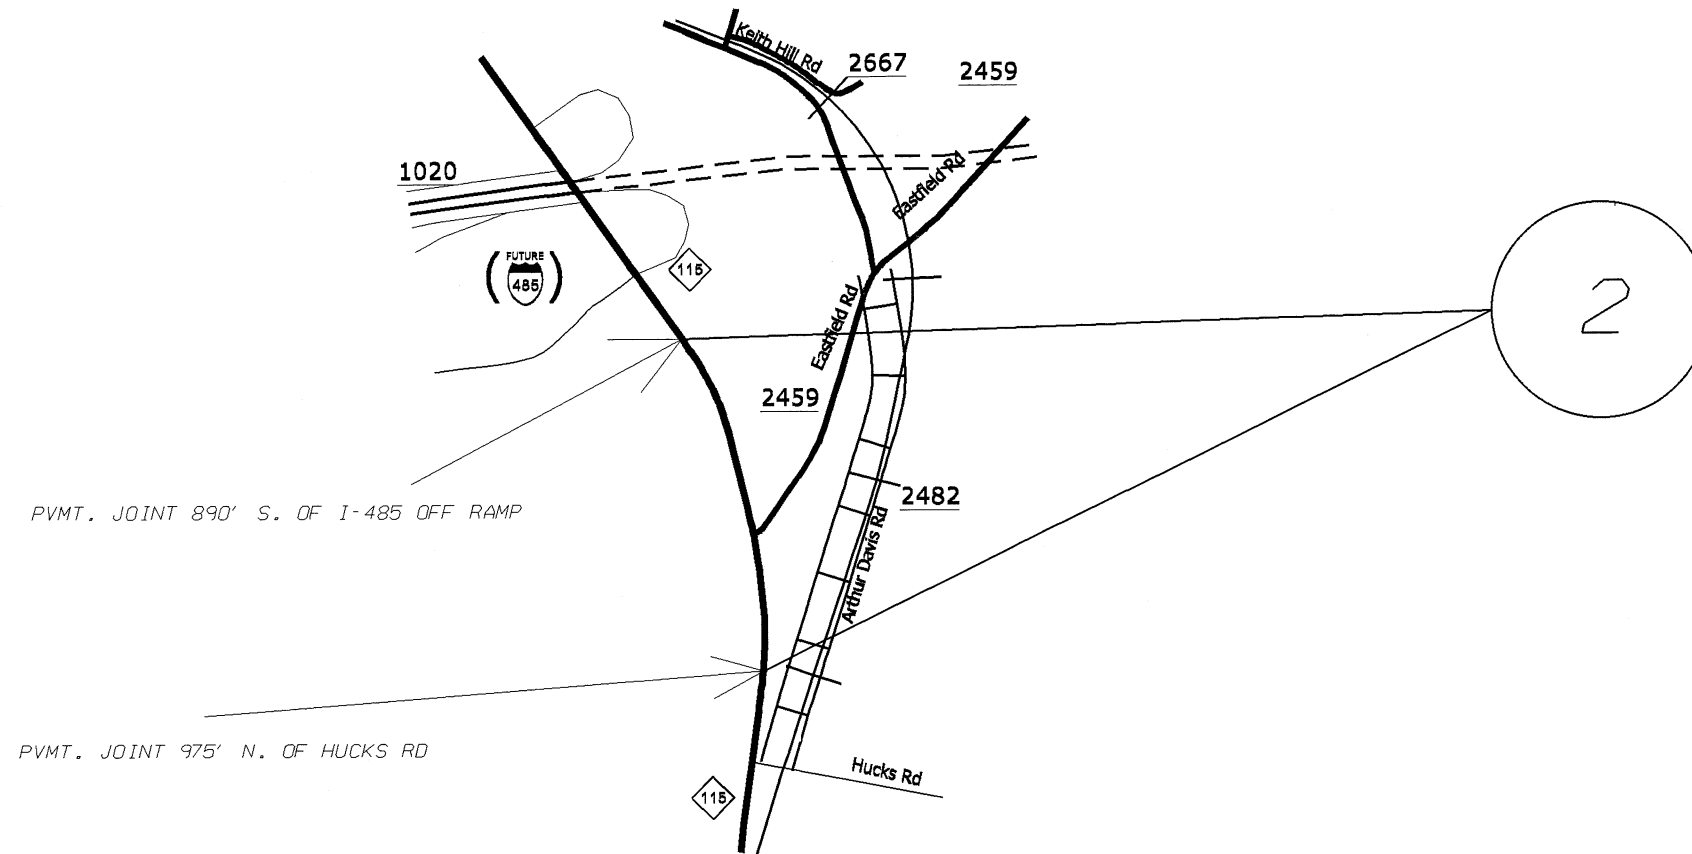 Keith Hill Rd
2667
2459
1020
Eastfield Rd
FUTURE
( 485 )
115
2
Eastfield Rd
2459
2482
PVMT. JOINT 890' S. OF I-485 OFF RAMP
Arthur Davis Rd
PVMT. JOINT 975' N. OF HUCKS RD
Hucks Rd
115